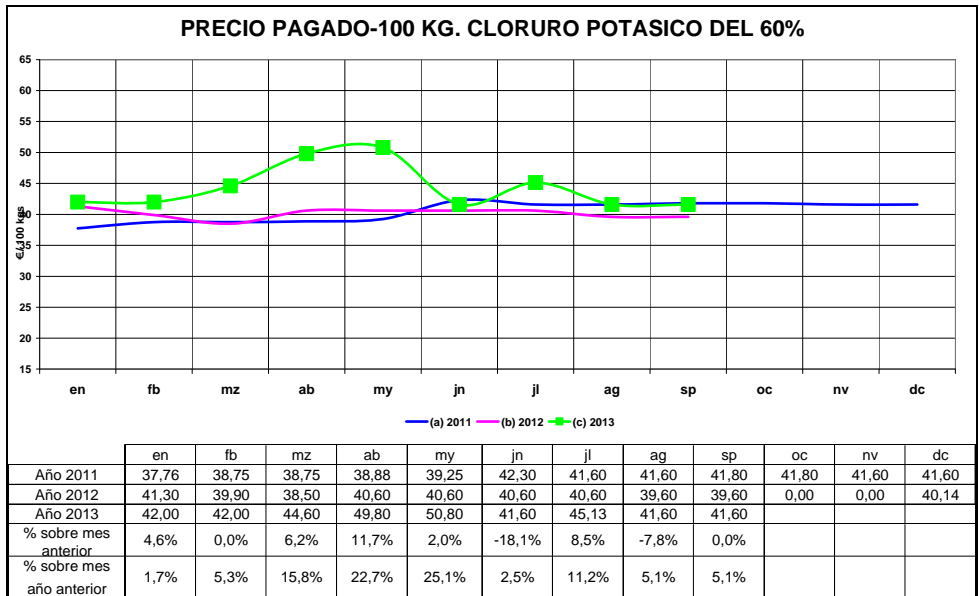 PRECIO PAGADO-100 KG. CLORURO POTASICO DEL 60%
65
60
55
50
45
40
35
30
25
20
15
€/ 100 kgs
en fb mz ab my jn jl ag sp oc nv dc
(a) 2011 (b) 2012 (c) 2013
en fb mz ab my jn jl ag sp oc nv dc
Año 2011 37,76 38,75 38,75 38,88 39,25 42,30 41,60 41,60 41,80 41,80 41,60 41,60
Año 2012 41,30 39,90 38,50 40,60 40,60 40,60 40,60 39,60 39,60 0,00 0,00 40,14
Año 2013 42,00 42,00 44,60 49,80 50,80 41,60 45,13 41,60 41,60
% sobre mes
anterior 4,6% 0,0% 6,2% 11,7% 2,0% -18,1% 8,5% -7,8% 0,0%
% sobre mes
año anterior 1,7% 5,3% 15,8% 22,7% 25,1% 2,5% 11,2% 5,1% 5,1%